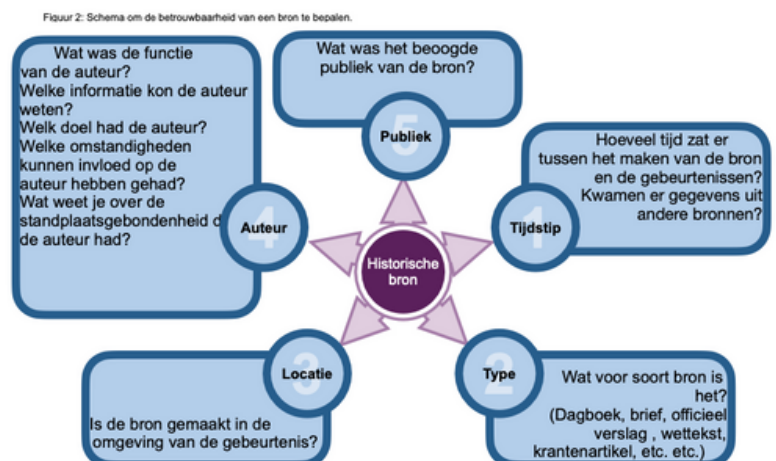 Figuur 2: Schema om de betrouwbaarheid van een bron te bepalen.
Wat was de functie
van de auteur?
Welke informatie kon de auteur
weten?
Welk doel had de auteur?
Welke omstandigheden
kunnen invloed op de
auteur hebben gehad?
Wat weet je over de
standplaatsgebondenheid d
de auteur had?
4
Auteur
Wat was het beoogde
publiek van de bron?
5
Publiek
Hoeveel tijd zat er
tussen het maken van de bron
en de gebeurtenissen?
Kwamen er gegevens uit
andere bronnen?
1
Tijdstip
Historische
bron
3
Locatie
Is de bron gemaakt in de
omgeving van de gebeurtenis?
2
Type
Wat voor soort bron is
het?
(Dagboek, brief, officieel
verslag , wettekst,
krantenartikel, etc. etc.)